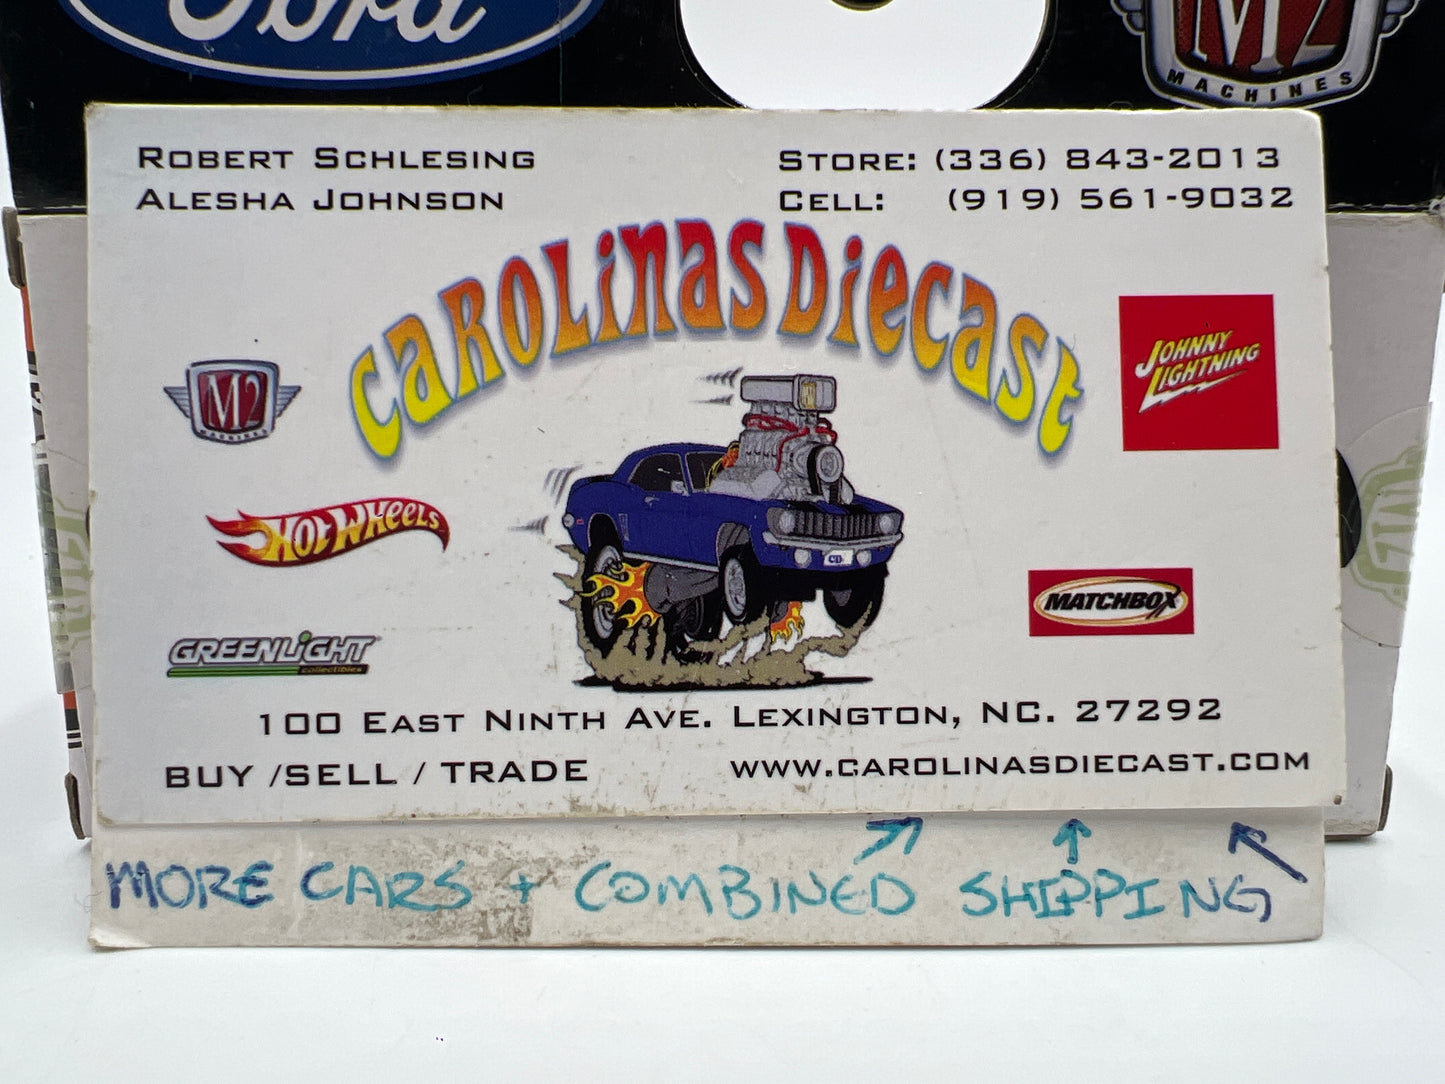 Ford
M2
MACHINES
ROBERT SCHLESING
ALESHA JOHNSON
STORE: (336) 843-2013
CELL: (919) 561-9032
CAROLINAS DIECAST
M2
MACHINES
JOHNNY
LIGHTNING
HOT WHEELS
CD
MATCHBOX
GREENLIGHT
collectibles
100 EAST NINTH AVE. LEXINGTON, NC. 27292
BUY /SELL / TRADE
WWW.CAROLINASDIECAST.COM
MORE CARS + COMBINED SHIPPING